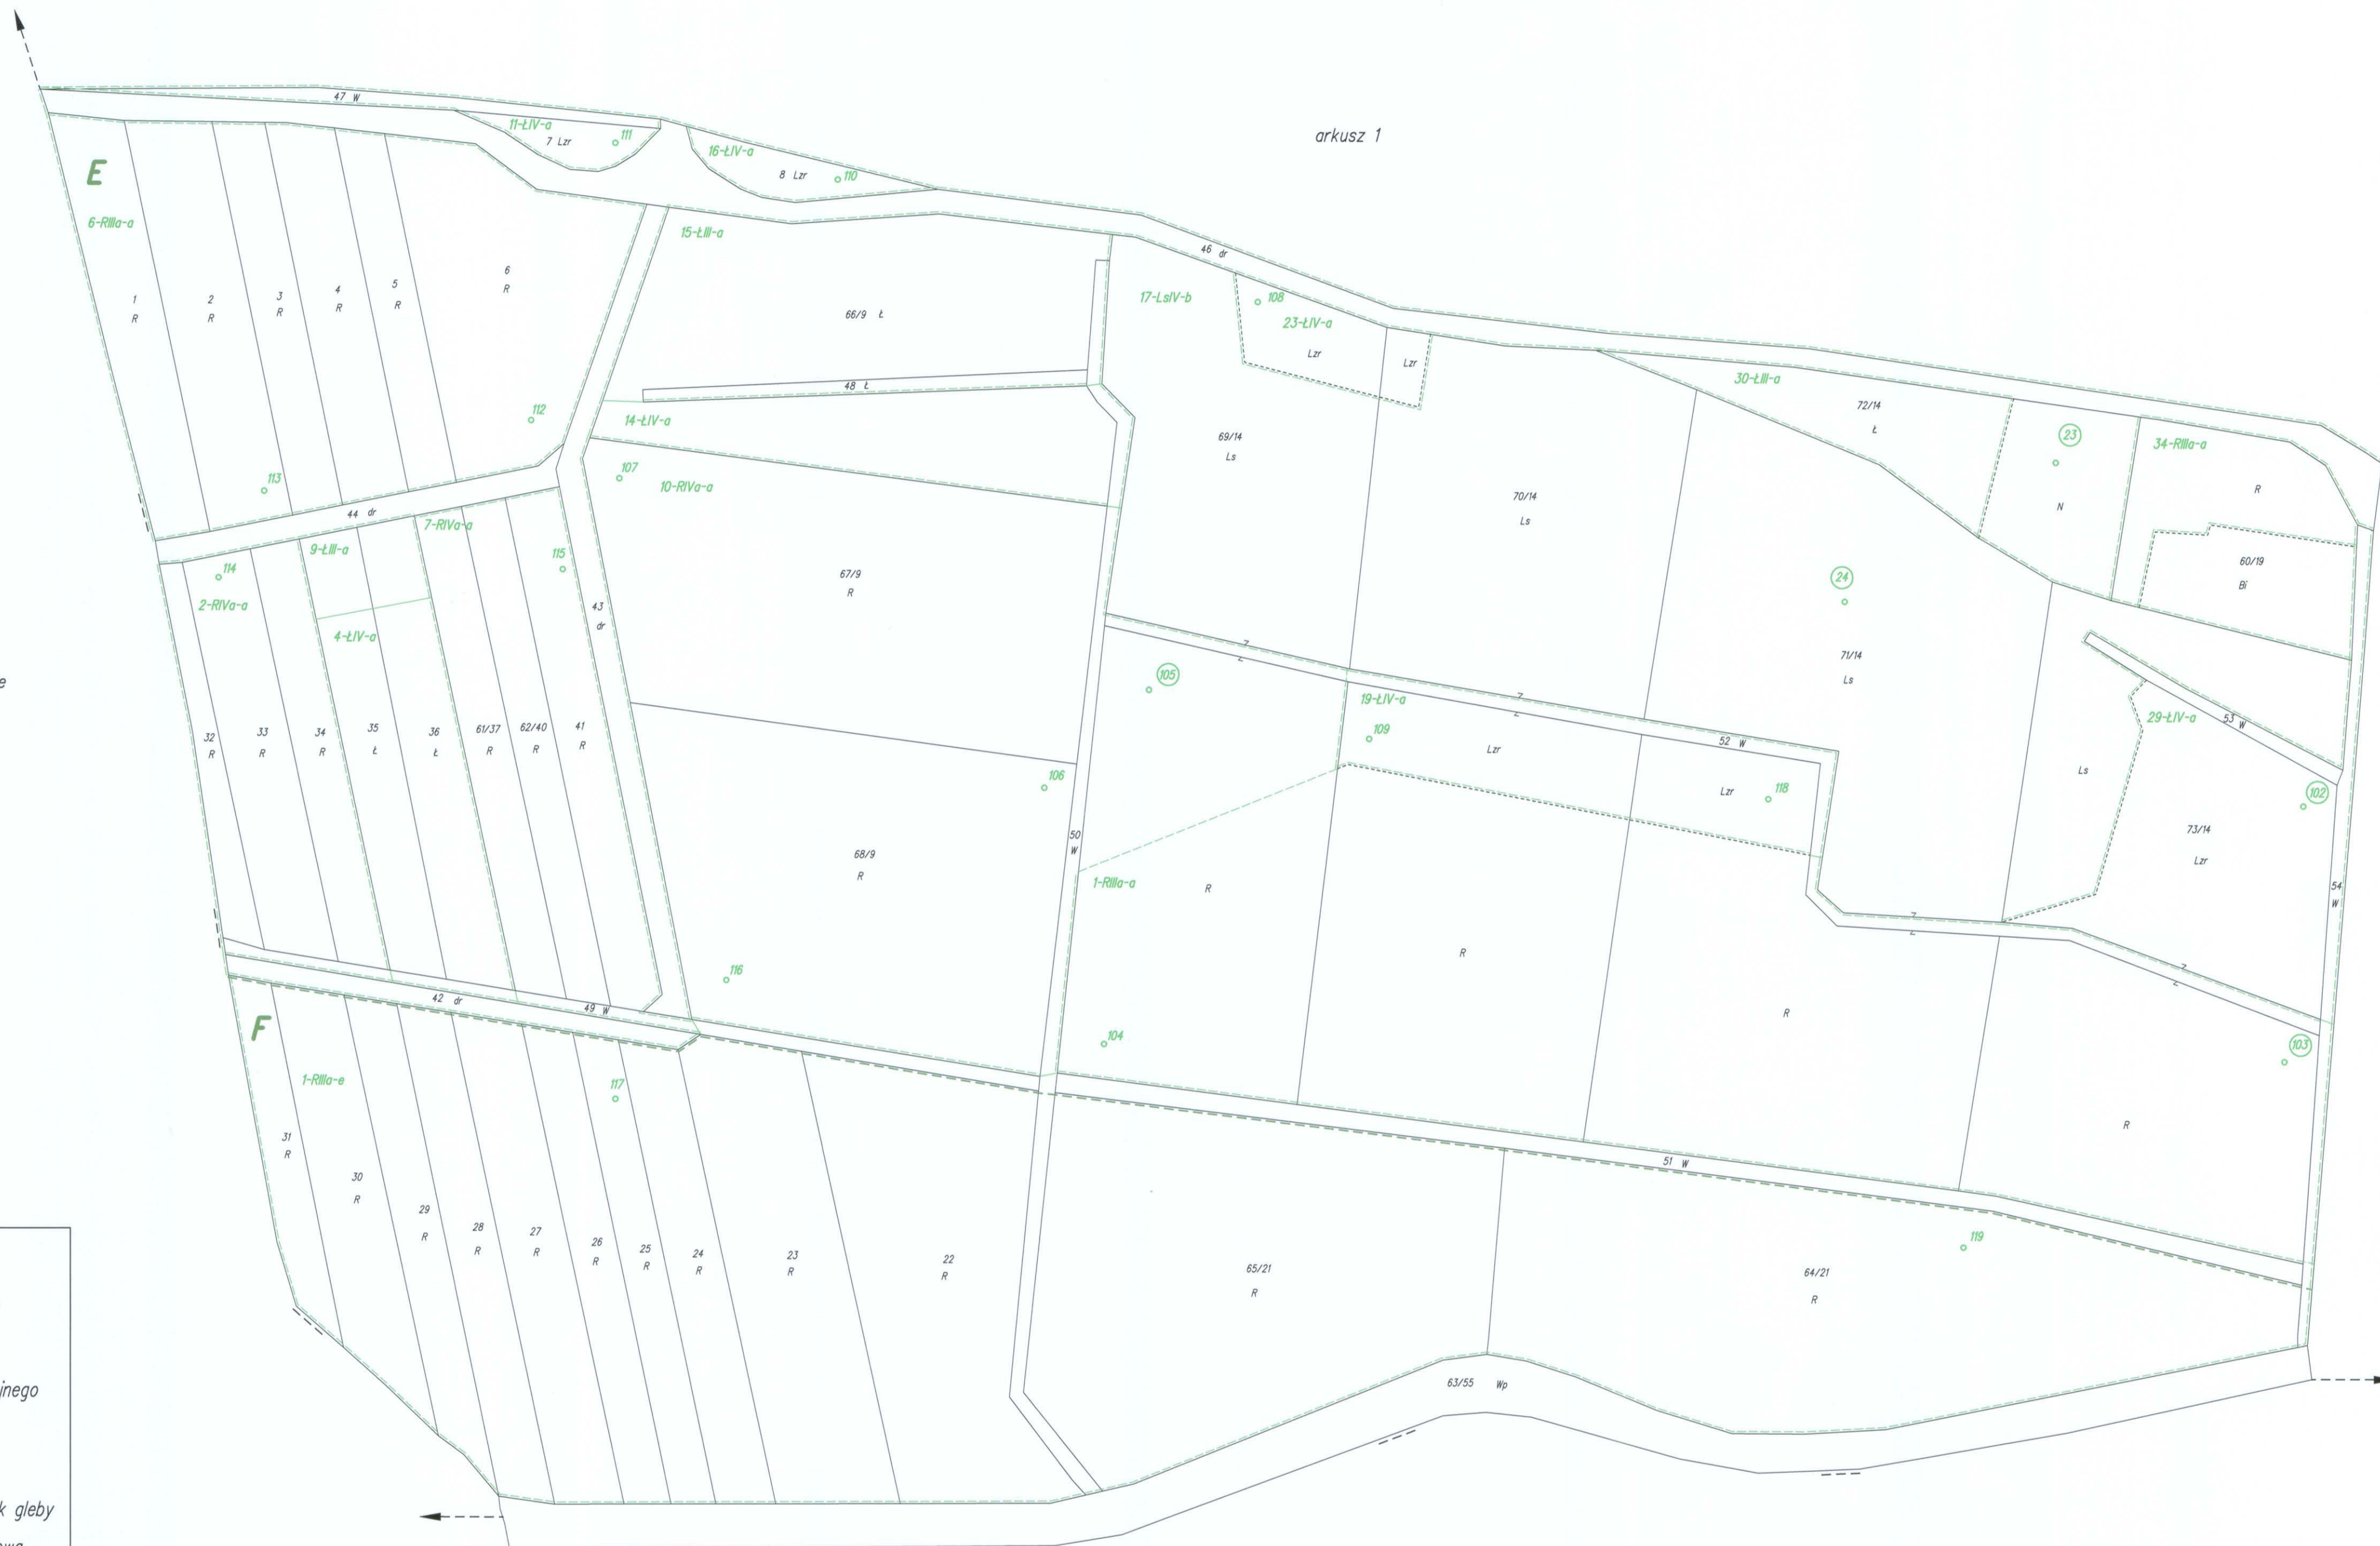 arkusz 1
47 W
11-ŁIV-a
7 Lzr
111
16-ŁIV-a
8 Lzr
110
E
6-RIIIa-a
1
R
2
R
3
R
4
R
5
R
6
R
112
113
15-ŁIII-a
66/9 Ł
48 Ł
14-ŁIV-a
107
10-RIVa-a
46 dr
17-LsIV-b
108
23-ŁIV-a
Lzr
Lzr
69/14
Ls
70/14
Ls
30-ŁIII-a
72/14
Ł
23
N
34-RIIIa-a
R
60/19
Bi
24
71/14
Ls
44 dr
7-RIVa-a
9-ŁIII-a
114
2-RIVa-a
4-ŁIV-a
115
43
dr
67/9
R
32
R
33
R
34
R
35
Ł
36
Ł
61/37
R
62/40
R
41
R
105
19-ŁIV-a
109
Lzr
52 W
Lzr
118
Ls
29-ŁIV-a
53 W
102
73/14
Lzr
54
W
106
50
W
68/9
R
1-RIIIa-a
R
R
R
R
116
104
103
42 dr
49 W
F
1-RIIIa-e
117
51 W
119
31
R
30
R
29
R
28
R
27
R
26
R
25
R
24
R
23
R
22
R
65/21
R
64/21
R
63/55 Wp
e
jnego
k gleby